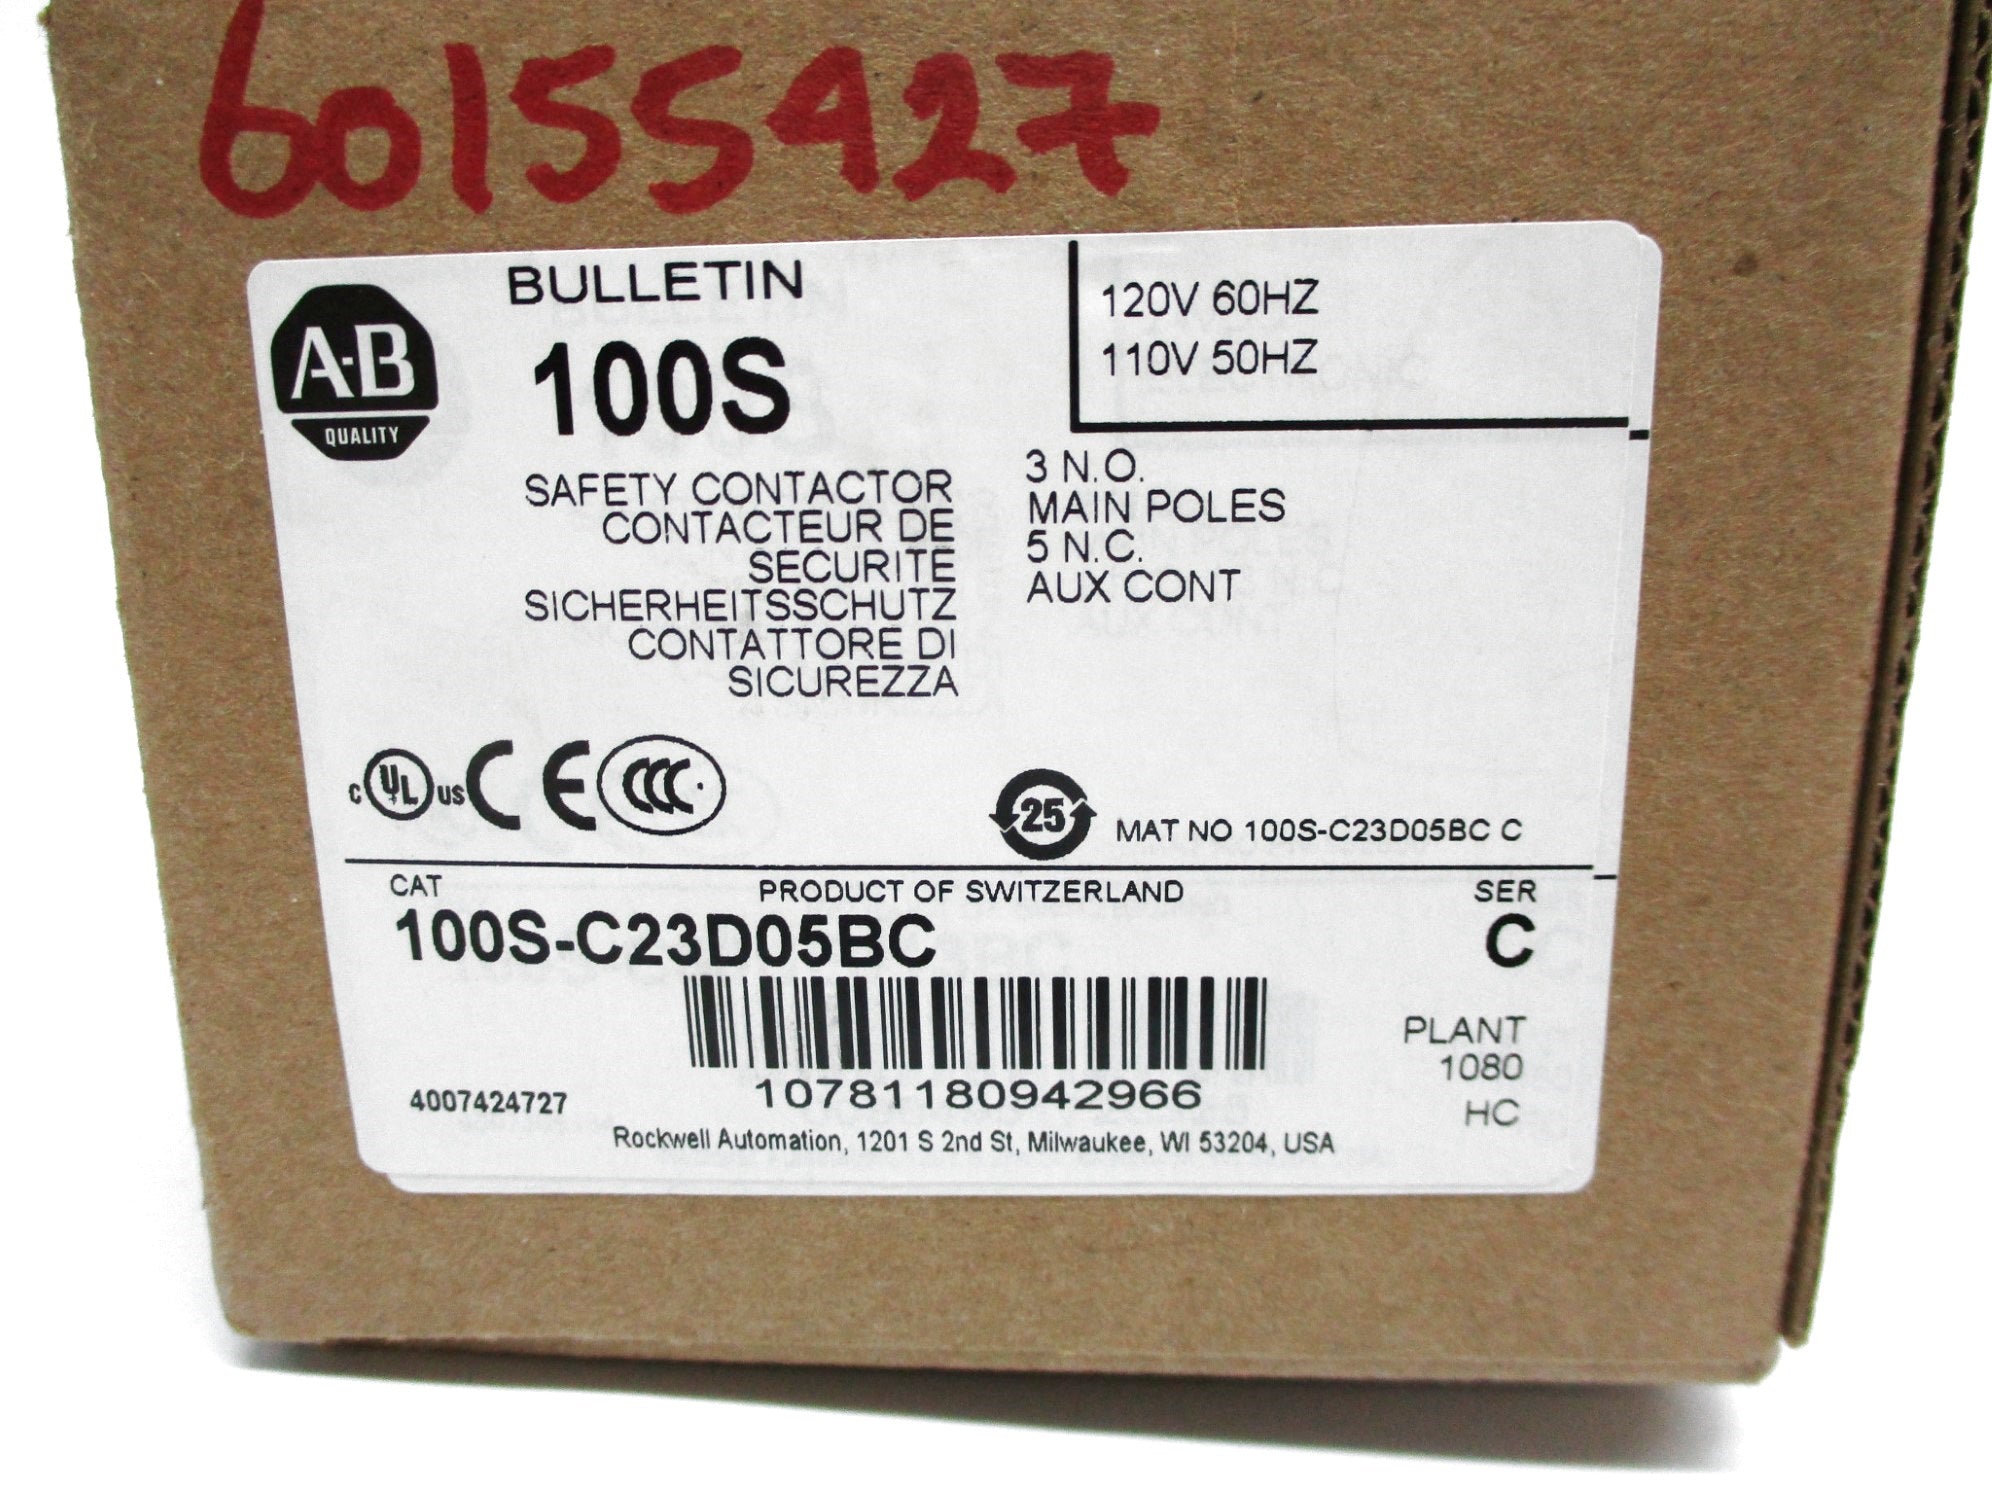 60155927
A-B
QUALITY
BULLETIN
100S
120V 60HZ
110V 50HZ
SAFETY CONTACTOR
CONTACTEUR DE
SECURITE
SICHERHEITSSCHUTZ
CONTATTORE DI
SICUREZZA
3 N.O.
MAIN POLES
5 N.C.
AUX CONT
C UL US CE CCC
25
MAT NO 100S-C23D05BC C
CAT
PRODUCT OF SWITZERLAND
SER
100S-C23D05BC
C
PLANT
1080
HC
4007424727
10781180942966
Rockwell Automation, 1201 S 2nd St, Milwaukee, WI 53204, USA